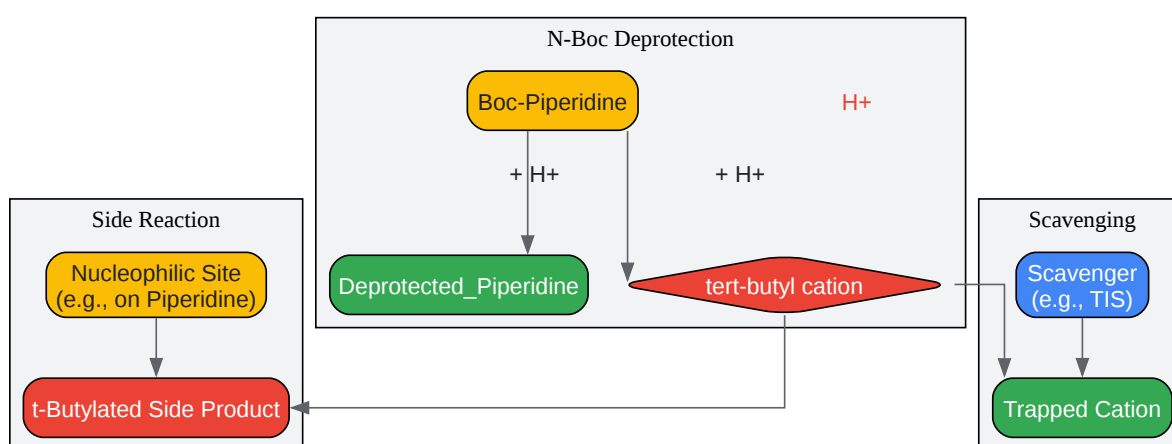 N-Boc Deprotection
Boc-Piperidine
H+
+ H+
+ H+
Side Reaction
Scavenging
Nucleophilic Site
(e.g., on Piperidine)
Deprotected_Piperidine
tert-butyl cation
Scavenger
(e.g., TIS)
t-Butylated Side Product
Trapped Cation